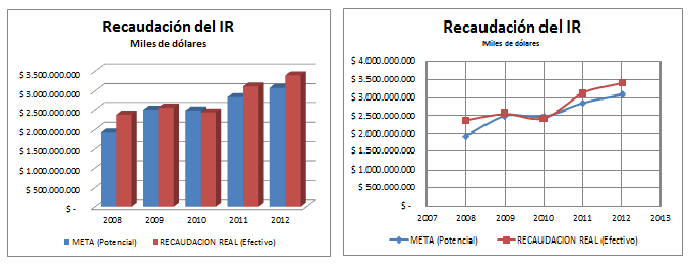 Recaudación del IR
Miles de dólares
$ 3.500.000.000
$ 3.000.000.000
$ 2.500.000.000
$ 2.000.000.000
$ 1.500.000.000
$ 1.000.000.000
$ 500.000.000
$ -
2008 2009 2010 2011 2012
META (Potencial) RECAUDACION REAL (Efectivo)
Recaudación del IR
Miles de dólares
$ 4.000.000.000
$ 3.500.000.000
$ 3.000.000.000
$ 2.500.000.000
$ 2.000.000.000
$ 1.500.000.000
$ 1.000.000.000
$ 500.000.000
$ -
2007 2008 2009 2010 2011 2012 2013
META (Potencial) RECAUDACION REAL (Efectivo)